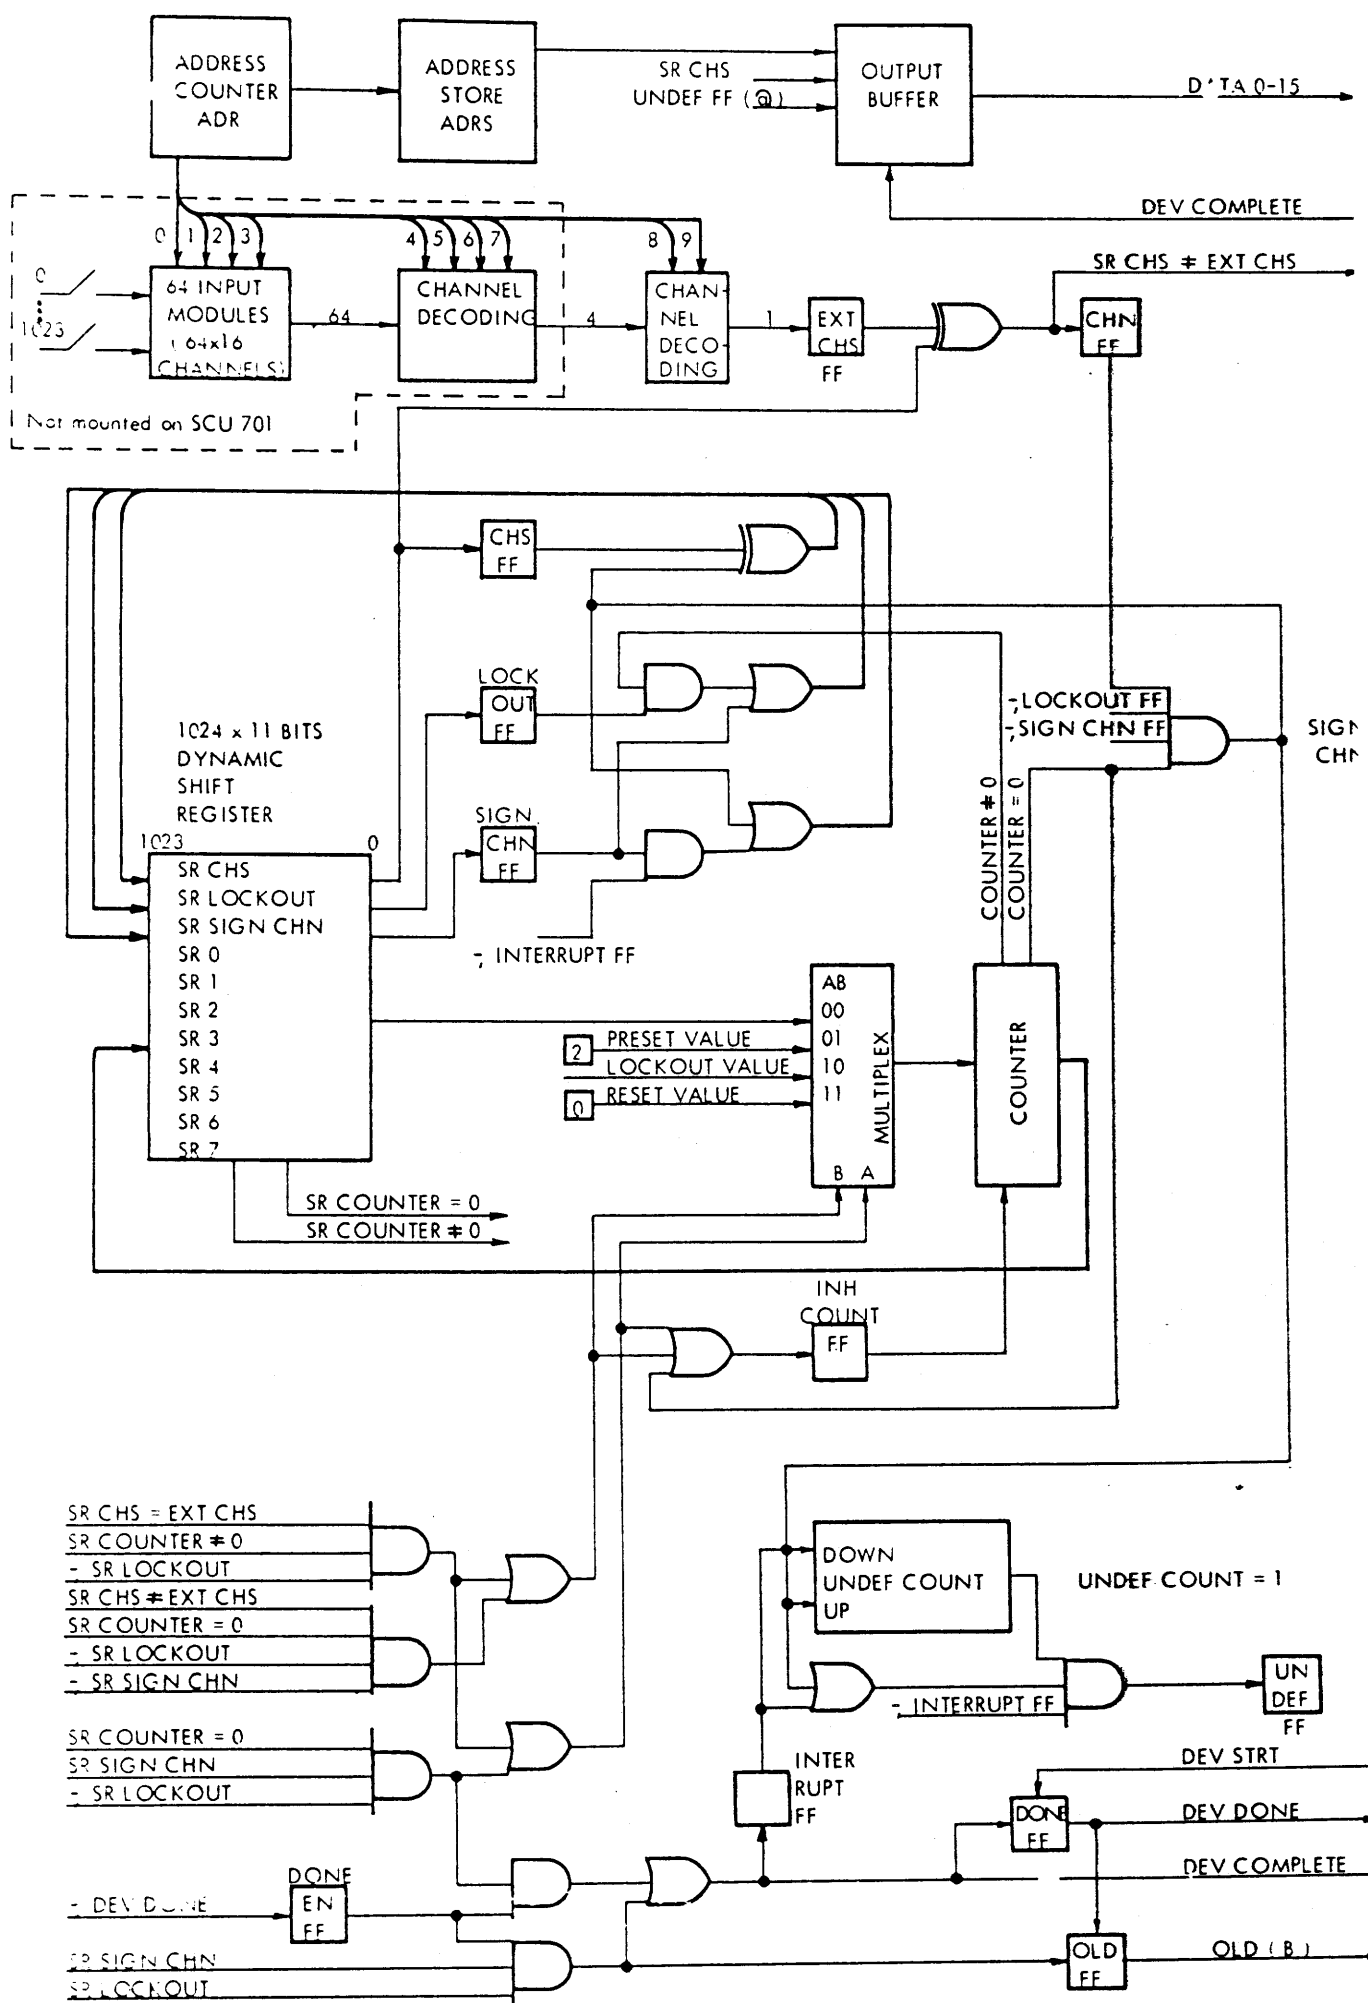 ADDRESS
COUNTER
ADR
ADDRESS
STORE
ADRS
SR CHS
UNDEF FF (@)
OUTPUT
BUFFER
D'TA 0-15
DEV COMPLETE
0 1 2 3
4 5 6 7
8 9
SR CHS ≠ EXT CHS
0
1023
64 INPUT
MODULES
(64x16
CHANNELS)
64
CHANNEL
DECODING
4
CHAN-
NEL
DECO-
DING
1
EXT
CHS
FF
CHN
FF
Not mounted on SCU 701
CHS
FF
LOCK
OUT
FF
¬,LOCKOUT FF
¬,SIGN CHN FF
SIGN
CHN
1024 x 11 BITS
DYNAMIC
SHIFT
REGISTER
SIGN
CHN
FF
COUNTER ≠ 0
COUNTER = 0
1023
0
SR CHS
SR LOCKOUT
SR SIGN CHN
SR 0
SR 1
SR 2
SR 3
SR 4
SR 5
SR 6
SR 7
¬, INTERRUPT FF
AB
00
01
10
11
MULTIPLEX
B A
2 PRESET VALUE
LOCKOUT VALUE
0 RESET VALUE
COUNTER
SR COUNTER = 0
SR COUNTER ≠ 0
INH
COUNT
FF
SR CHS = EXT CHS
SR COUNTER ≠ 0
¬ SR LOCKOUT
SR CHS ≠ EXT CHS
SR COUNTER = 0
¬, SR LOCKOUT
¬ SR SIGN CHN
DOWN
UNDEF COUNT
UP
UNDEF COUNT = 1
¬ INTERRUPT FF
UN
DEF
FF
SR COUNTER = 0
SR SIGN CHN
¬ SR LOCKOUT
INTER
RUPT
FF
DEV STRT
DONE
FF
DEV DONE
DEV COMPLETE
DONE
EN
FF
¬ DEV DONE
SR SIGN CHN
SR LOCKOUT
OLD
FF
OLD (B)